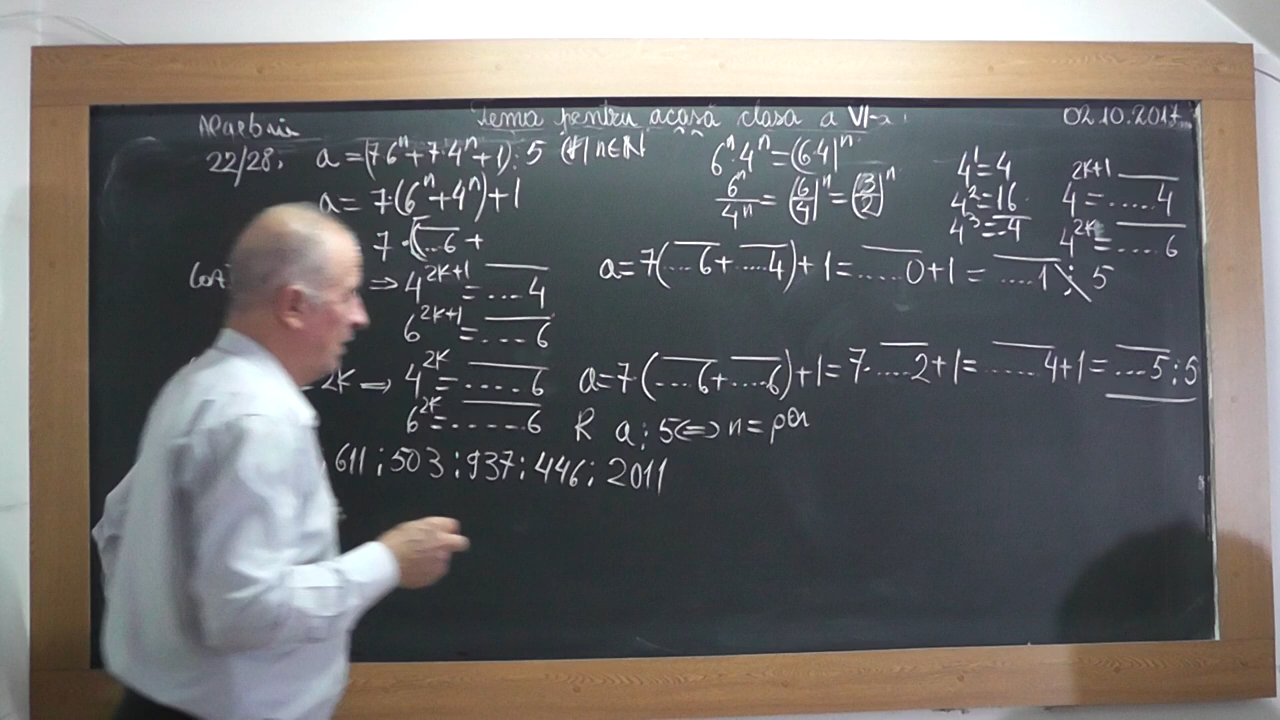 Algebră
Tema pentru acasă clasa a VI-a
02.10.2017
22/28. a = (7·6ⁿ + 7·4ⁿ + 1) ⋮ 5 (∀) n∈ℕ
a = 7(6ⁿ + 4ⁿ) + 1
7·(....6 +
⇒ 4²ᴷ⁺¹ = ....4
6²ᴷ⁺¹ = ....6
2K ⇒ 4²ᴷ = .....6
6²ᴷ = ......6
611 ; 503 ; 937 ; 446 ; 2011
6ⁿ·4ⁿ = (6·4)ⁿ
6ⁿ/4ⁿ = (6/4)ⁿ = (3/2)ⁿ
4¹ = 4
4² = 16
4³ = ..4
4²ᴷ⁺¹ = .....4
4²ᴷ = .....6
a = 7(....6 + .....4) + 1 = .....0 + 1 = .....1 ⋮̸ 5
a = 7(....6 + ....6) + 1 = 7·.....2 + 1 = ......4 + 1 = ...5 ⋮ 5
R a ⋮ 5 ⇔ n = par